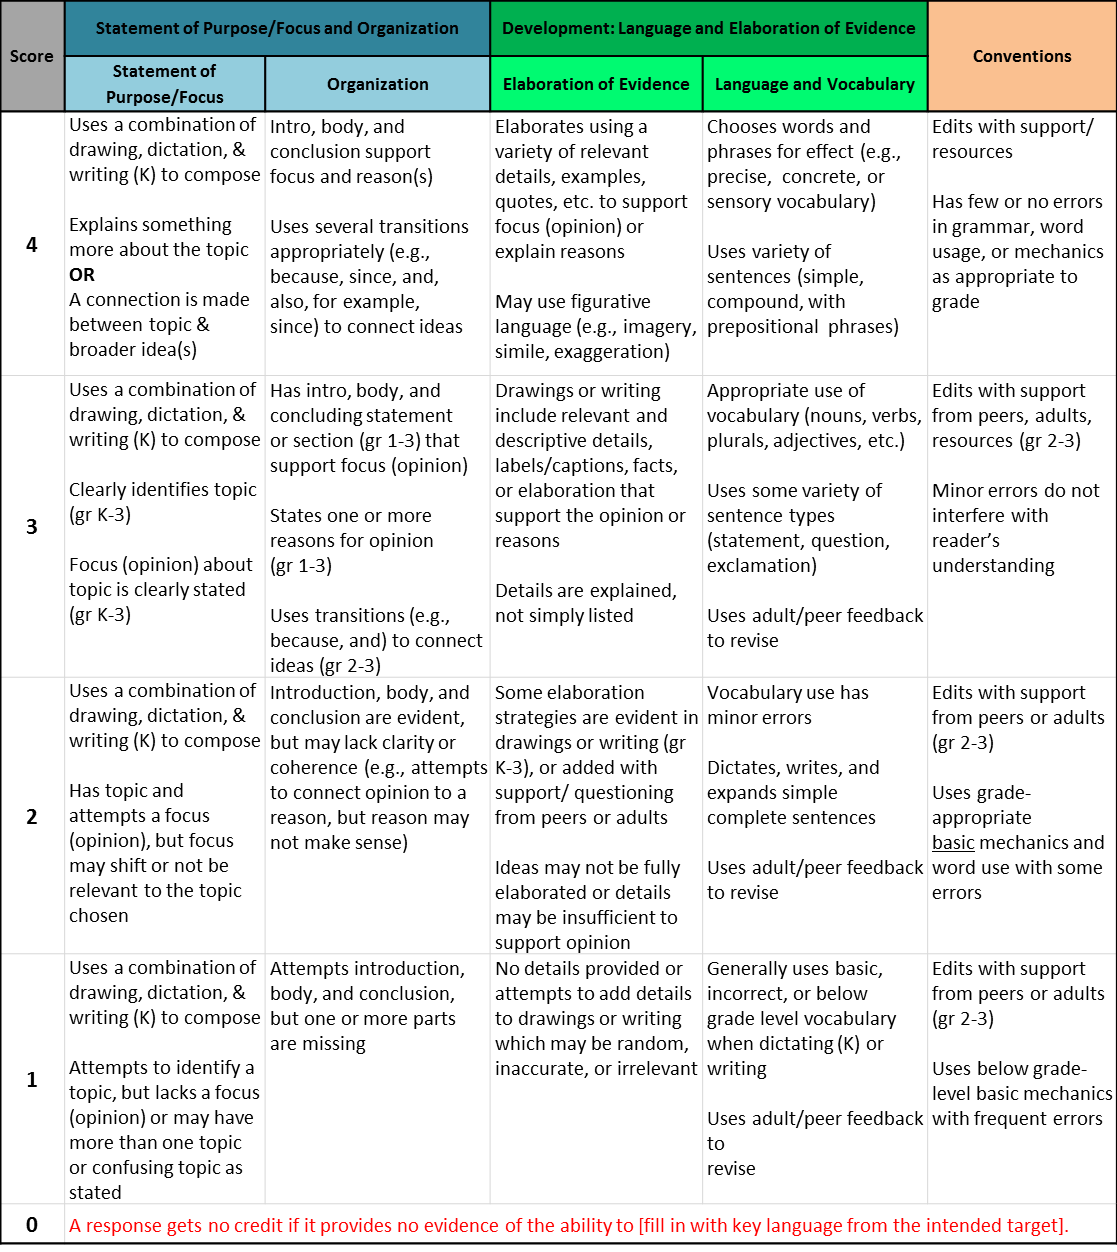 Score
Statement of Purpose/Focus and Organization
Development: Language and Elaboration of Evidence
Conventions
Statement of
Purpose/Focus
Organization
Elaboration of Evidence
Language and Vocabulary
4
Uses a combination of
drawing, dictation, &
writing (K) to compose
Explains something
more about the topic
OR
A connection is made
between topic &
broader idea(s)
Intro, body, and
conclusion support
focus and reason(s)
Uses several transitions
appropriately (e.g.,
because, since, and,
also, for example,
since) to connect ideas
Elaborates using a
variety of relevant
details, examples,
quotes, etc. to support
focus (opinion) or
explain reasons
May use figurative
language (e.g., imagery,
simile, exaggeration)
Chooses words and
phrases for effect (e.g.,
precise, concrete, or
sensory vocabulary)
Uses variety of
sentences (simple,
compound, with
prepositional phrases)
Edits with support/
resources
Has few or no errors
in grammar, word
usage, or mechanics
as appropriate to
grade
3
Uses a combination of
drawing, dictation, &
writing (K) to compose
Clearly identifies topic
(gr K-3)
Focus (opinion) about
topic is clearly stated
(gr K-3)
Has intro, body, and
concluding statement
or section (gr 1-3) that
support focus (opinion)
States one or more
reasons for opinion
(gr 1-3)
Uses transitions (e.g.,
because, and) to connect
ideas (gr 2-3)
Drawings or writing
include relevant and
descriptive details,
labels/captions, facts,
or elaboration that
support the opinion or
reasons
Details are explained,
not simply listed
Appropriate use of
vocabulary (nouns, verbs,
plurals, adjectives, etc.)
Uses some variety of
sentence types
(statement, question,
exclamation)
Uses adult/peer feedback
to revise
Edits with support
from peers, adults,
resources (gr 2-3)
Minor errors do not
interfere with
reader's
understanding
2
Uses a combination of
drawing, dictation, &
writing (K) to compose
Has topic and
attempts a focus
(opinion), but focus
may shift or not be
relevant to the topic
chosen
Introduction, body, and
conclusion are evident,
but may lack clarity or
coherence (e.g., attempts
to connect opinion to a
reason, but reason may
not make sense)
Some elaboration
strategies are evident in
drawings or writing (gr
K-3), or added with
support/ questioning
from peers or adults
Ideas may not be fully
elaborated or details
may be insufficient to
support opinion
Vocabulary use has
minor errors
Dictates, writes, and
expands simple
complete sentences
Uses adult/peer feedback
to revise
Edits with support
from peers or adults
(gr 2-3)
Uses grade-
appropriate
basic mechanics and
word use with some
errors
1
Uses a combination of
drawing, dictation, &
writing (K) to compose
Attempts to identify a
topic, but lacks a focus
(opinion) or may have
more than one topic
or confusing topic as
stated
Attempts introduction,
body, and conclusion,
but one or more parts
are missing
No details provided or
attempts to add details
to drawings or writing
which may be random,
inaccurate, or irrelevant
Generally uses basic,
incorrect, or below
grade level vocabulary
when dictating (K) or
writing
Uses adult/peer feedback
to
revise
Edits with support
from peers or adults
(gr 2-3)
Uses below grade-
level basic mechanics
with frequent errors
0
A response gets no credit if it provides no evidence of the ability to [fill in with key language from the intended target].